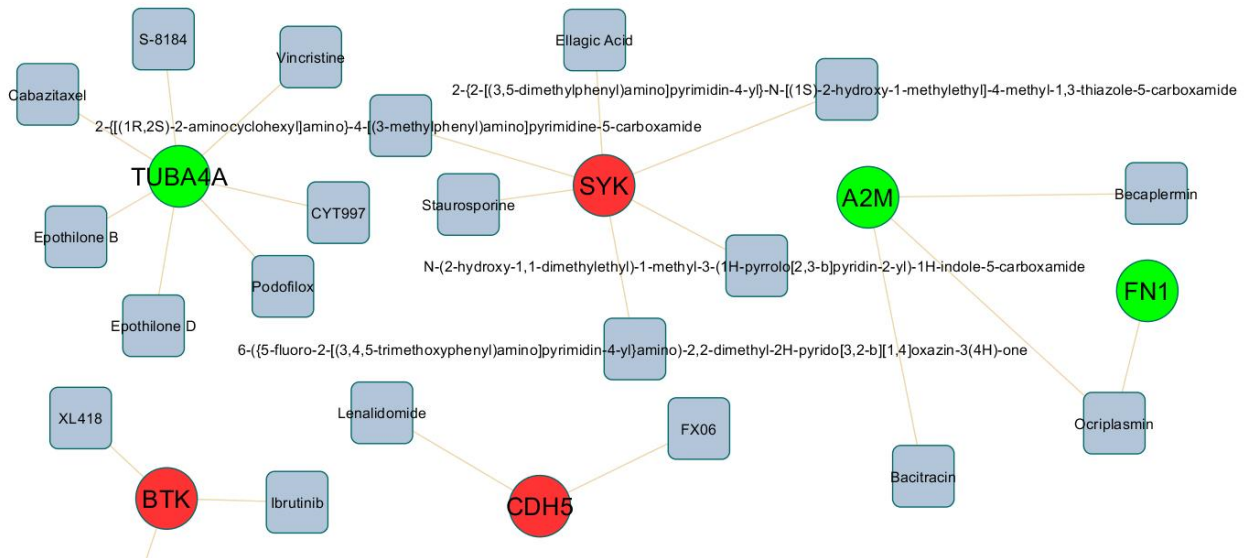 S-8184
Ellagic Acid
Vincristine
Cabazitaxel
2-{2-[(3,5-dimethylphenyl)amino]pyrimidin-4-yl}-N-[(1S)-2-hydroxy-1-methylethyl]-4-methyl-1,3-thiazole-5-carboxamide
2-{[(1R,2S)-2-aminocyclohexyl]amino}-4-[(3-methylphenyl)amino]pyrimidine-5-carboxamide
TUBA4A
SYK
A2M
Becaplermin
Staurosporine
CYT997
Epothilone B
N-(2-hydroxy-1,1-dimethylethyl)-1-methyl-3-(1H-pyrrolo[2,3-b]pyridin-2-yl)-1H-indole-5-carboxamide
Podofilox
FN1
Epothilone D
6-({5-fluoro-2-[(3,4,5-trimethoxyphenyl)amino]pyrimidin-4-yl}amino)-2,2-dimethyl-2H-pyrido[3,2-b][1,4]oxazin-3(4H)-one
Lenalidomide
XL418
FX06
Ocriplasmin
Bacitracin
BTK
Ibrutinib
CDH5